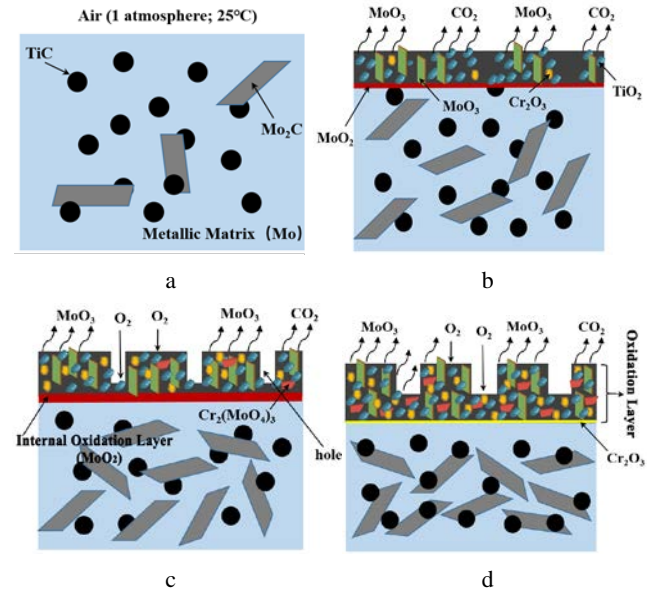 Air (1 atmosphere; 25℃)
TiC
Mo₂C
Metallic Matrix (Mo)
a
MoO₃ CO₂ MoO₃ CO₂
TiO₂
MoO₃ Cr₂O₃
MoO₂
b
MoO₃ O₂ O₂ MoO₃ CO₂
Cr₂(MoO₄)₃
Internal Oxidation Layer
(MoO₂)
hole
c
MoO₃ O₂ O₂ MoO₃ CO₂
Oxidation
Layer
Cr₂O₃
d